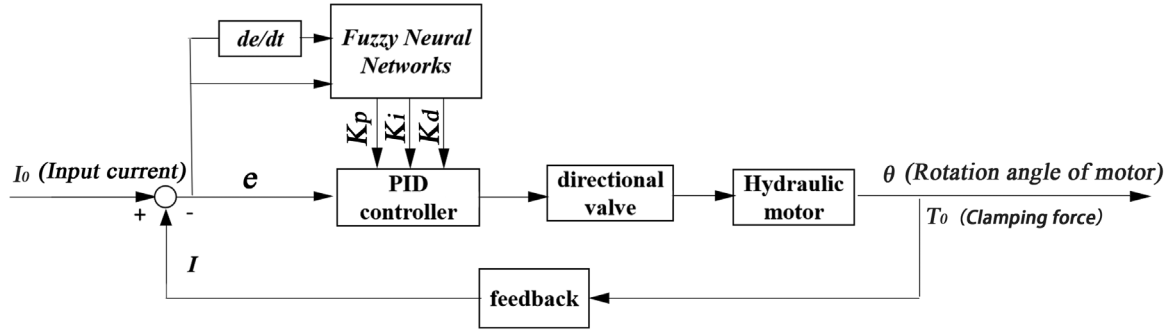 de/dt
Fuzzy Neural
Networks
Kp
Ki
Kd
I0 (Input current)
+
-
e
PID
controller
directional
valve
Hydraulic
motor
θ (Rotation angle of motor)
T0 (Clamping force)
I
feedback